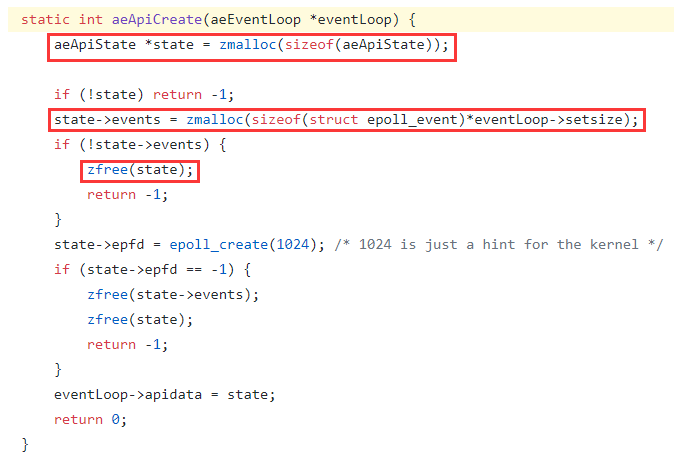 static int aeApiCreate(aeEventLoop *eventLoop) {
    aeApiState *state = zmalloc(sizeof(aeApiState));

    if (!state) return -1;
    state->events = zmalloc(sizeof(struct epoll_event)*eventLoop->setsize);
    if (!state->events) {
        zfree(state);
        return -1;
    }
    state->epfd = epoll_create(1024); /* 1024 is just a hint for the kernel */
    if (state->epfd == -1) {
        zfree(state->events);
        zfree(state);
        return -1;
    }
    eventLoop->apidata = state;
    return 0;
}